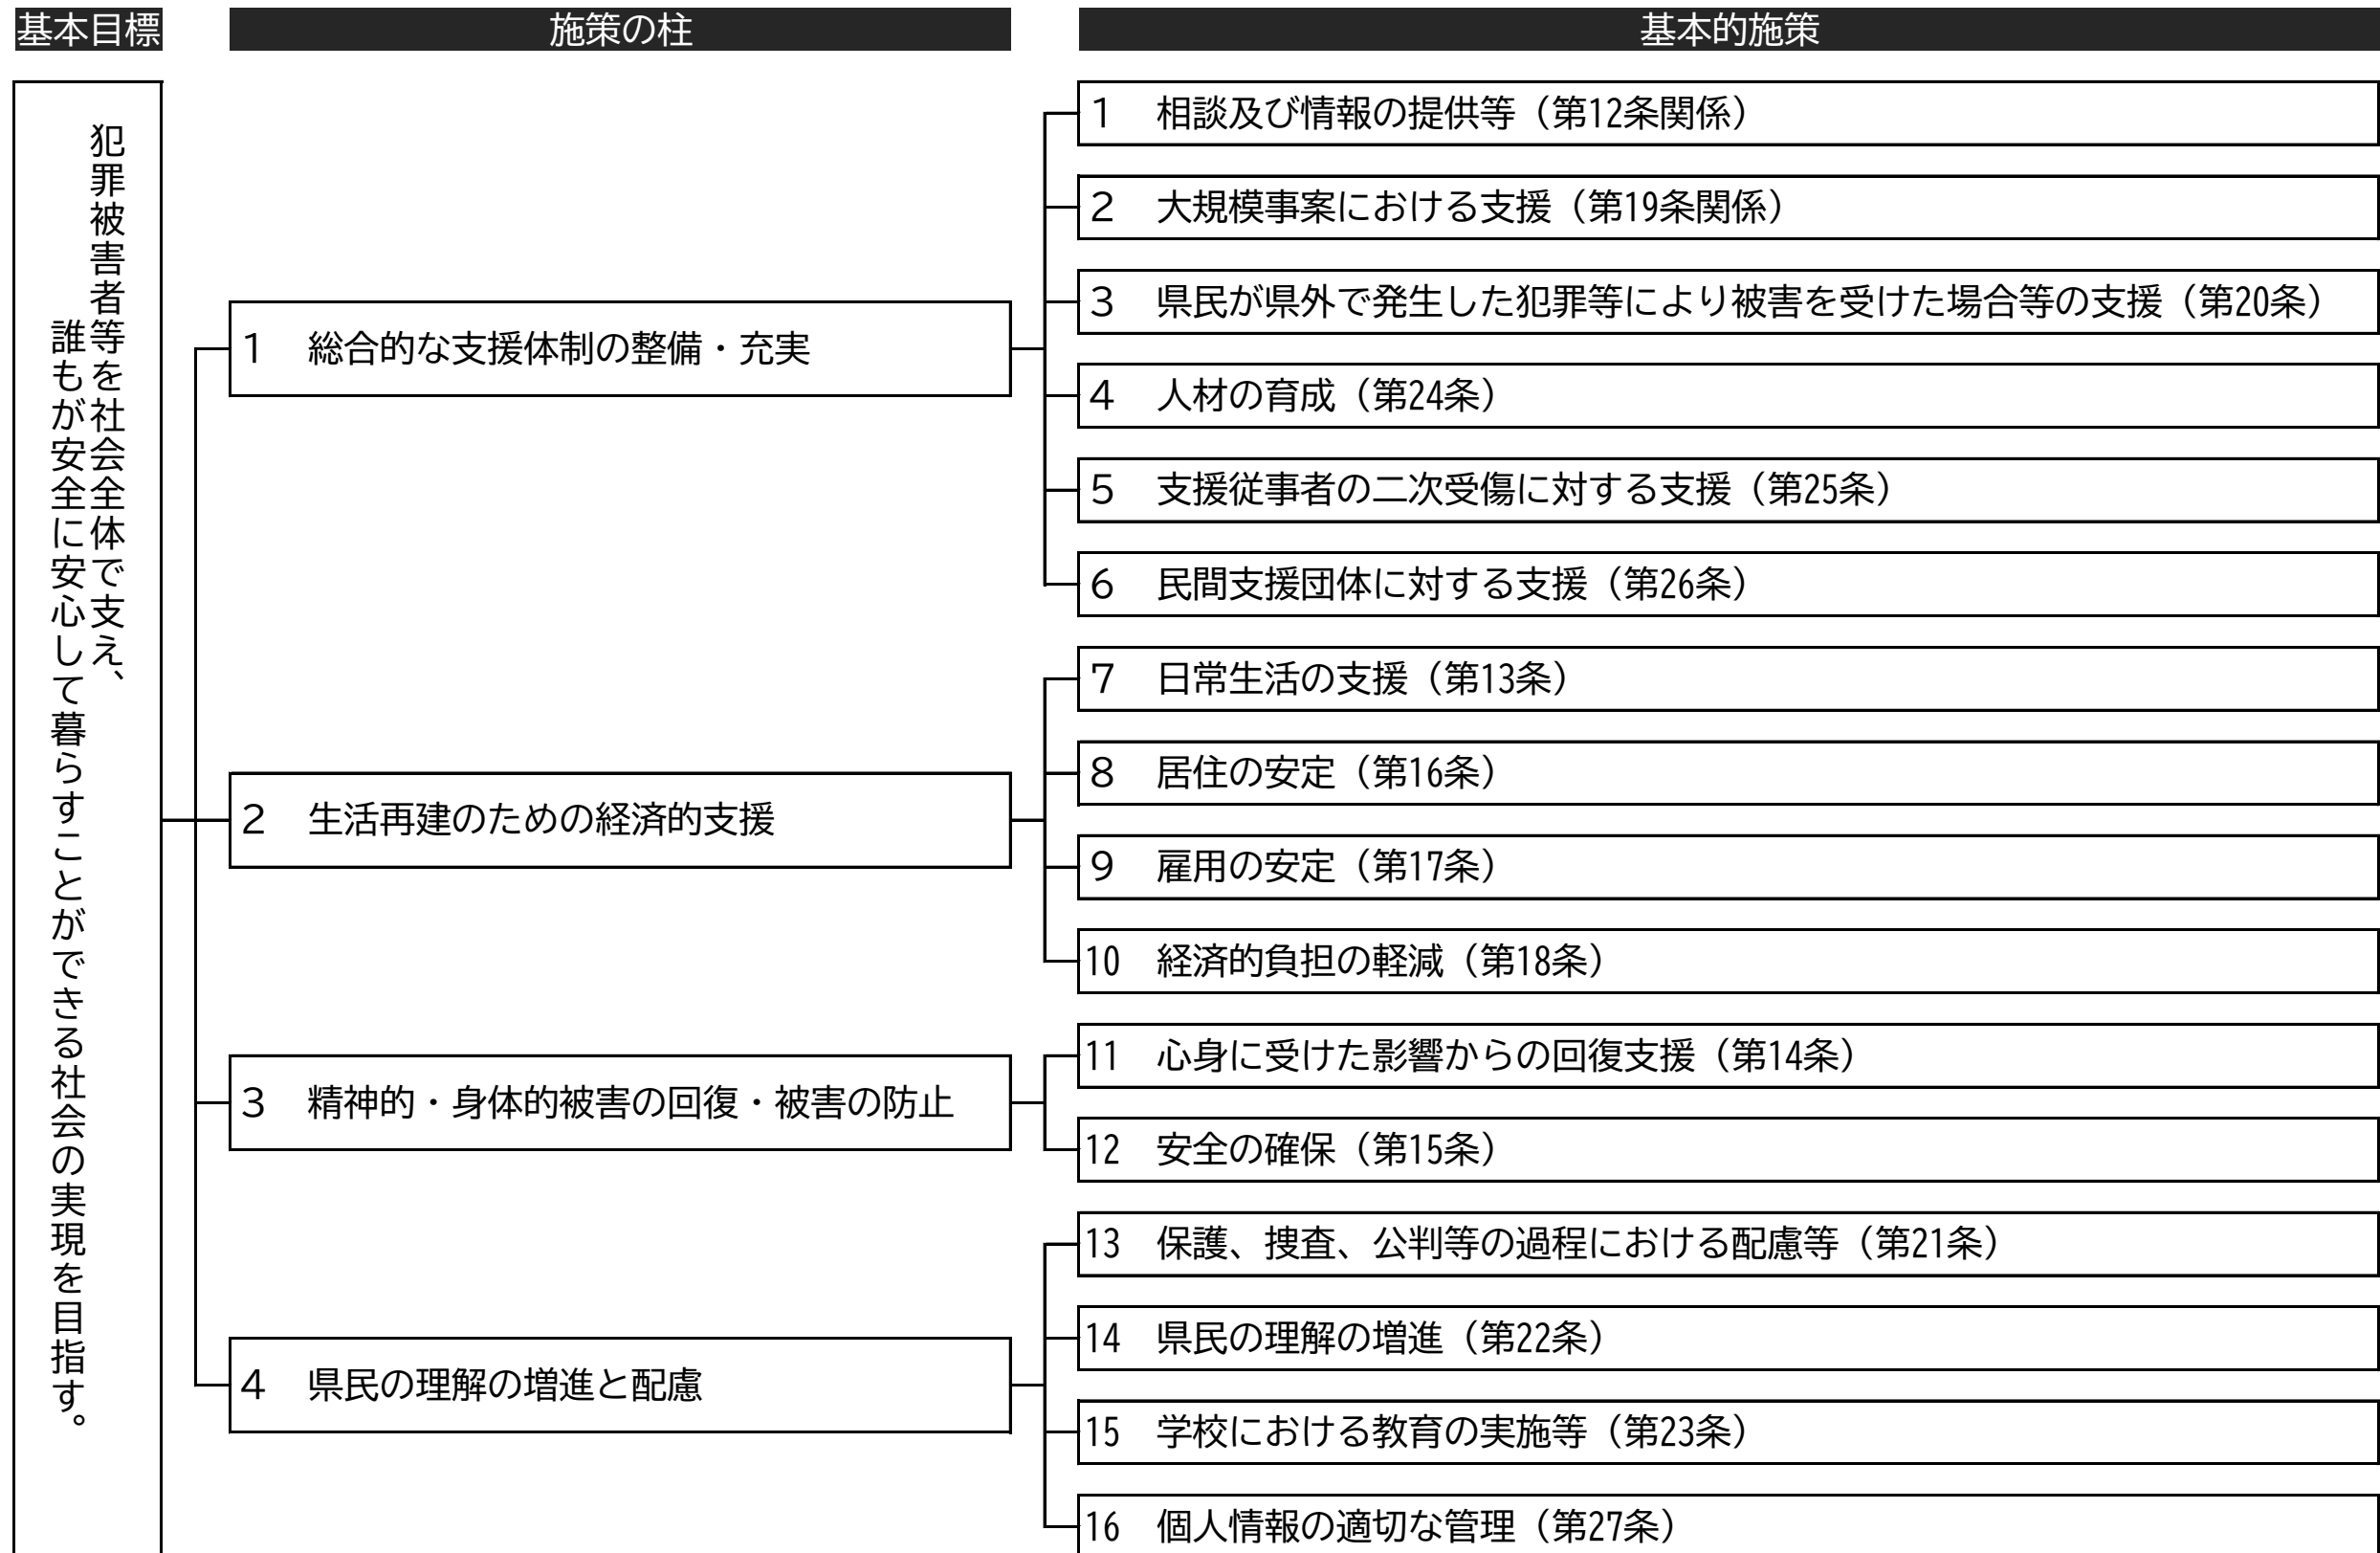 基本目標
施策の柱
基本的施策
犯罪被害者等を社会全体で支え、
誰もが安全に安心して暮らすことができる社会の実現を目指す。
1　総合的な支援体制の整備・充実
1　相談及び情報の提供等（第12条関係）
2　大規模事案における支援（第19条関係）
3　県民が県外で発生した犯罪等により被害を受けた場合等の支援（第20条）
4　人材の育成（第24条）
5　支援従事者の二次受傷に対する支援（第25条）
6　民間支援団体に対する支援（第26条）
2　生活再建のための経済的支援
7　日常生活の支援（第13条）
8　居住の安定（第16条）
9　雇用の安定（第17条）
10　経済的負担の軽減（第18条）
3　精神的・身体的被害の回復・被害の防止
11　心身に受けた影響からの回復支援（第14条）
12　安全の確保（第15条）
4　県民の理解の増進と配慮
13　保護、捜査、公判等の過程における配慮等（第21条）
14　県民の理解の増進（第22条）
15　学校における教育の実施等（第23条）
16　個人情報の適切な管理（第27条）